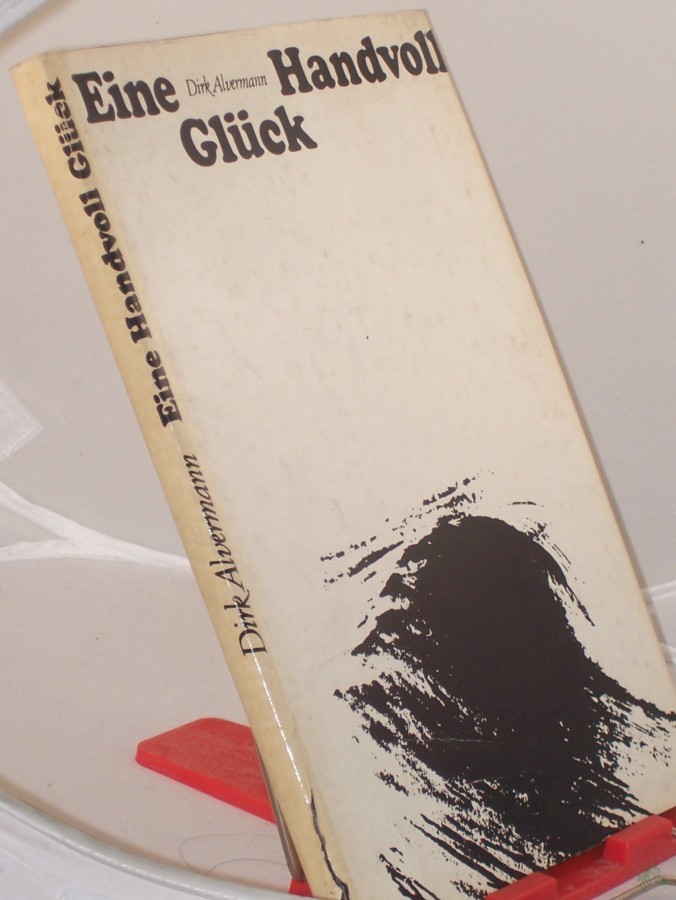 Eine Dirk Alvermann Handvoll
Glück
Dirk Alvermann Eine Handvoll Glück